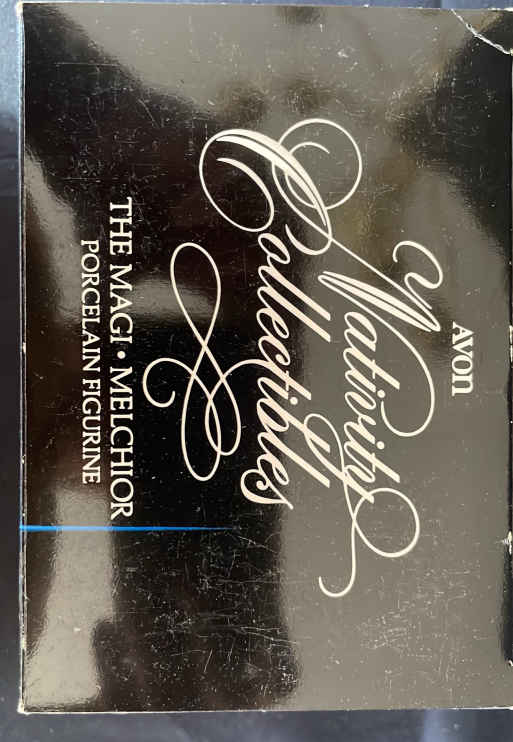 AVON
Nativity
Collectibles
THE MAGI • MELCHIOR
PORCELAIN FIGURINE